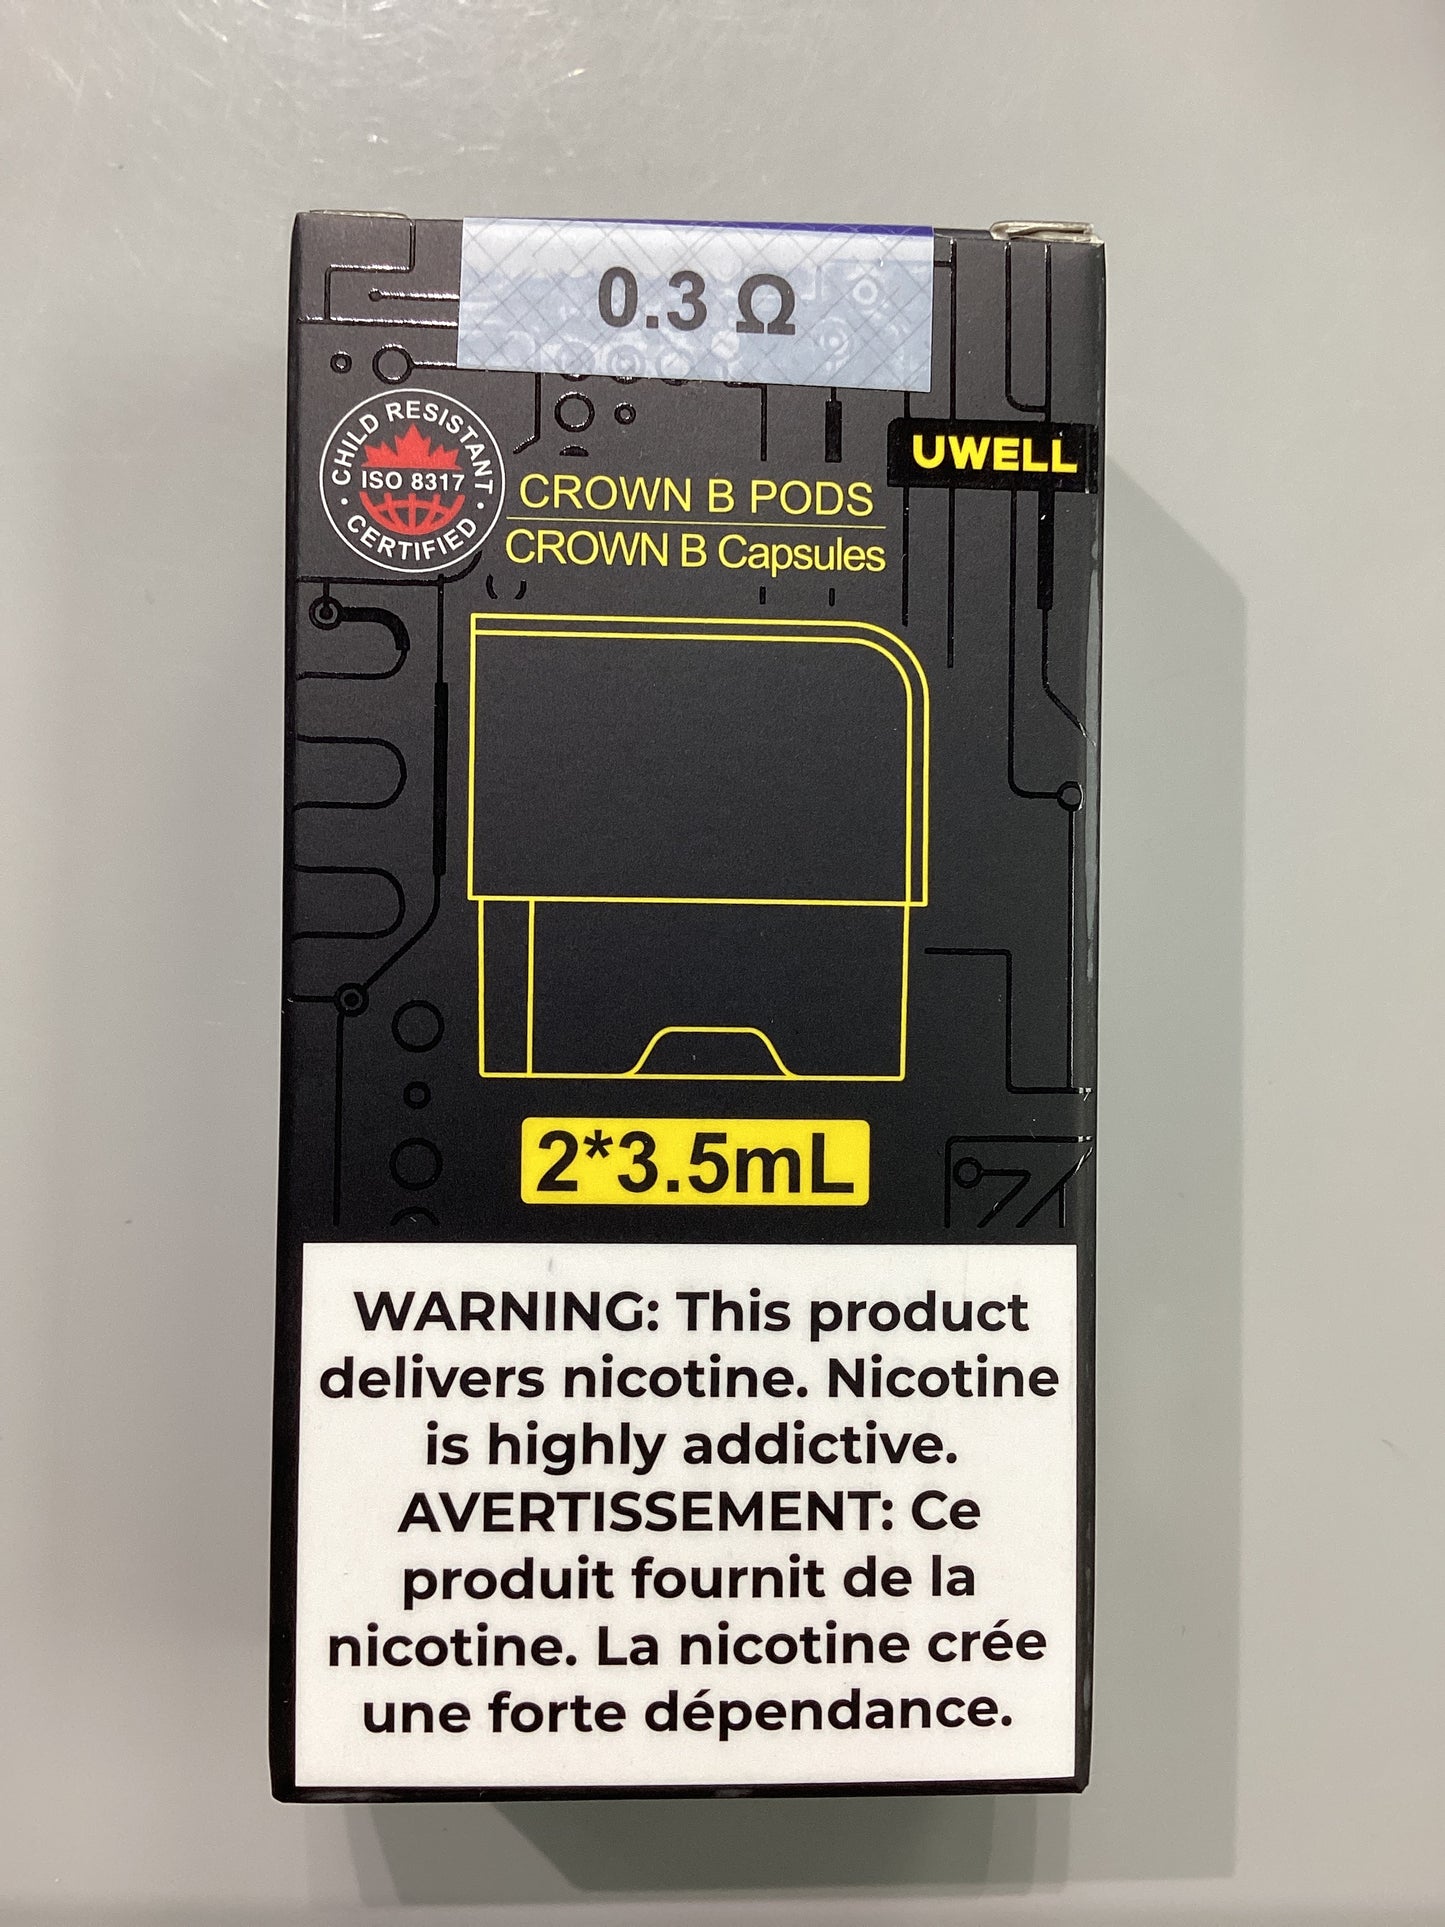 0.3 Ω
CHILD RESISTANT
ISO 8317
CERTIFIED
UWELL
CROWN B PODS
CROWN B Capsules
2*3.5mL
WARNING: This product
delivers nicotine. Nicotine
is highly addictive.
AVERTISSEMENT: Ce
produit fournit de la
nicotine. La nicotine crée
une forte dépendance.